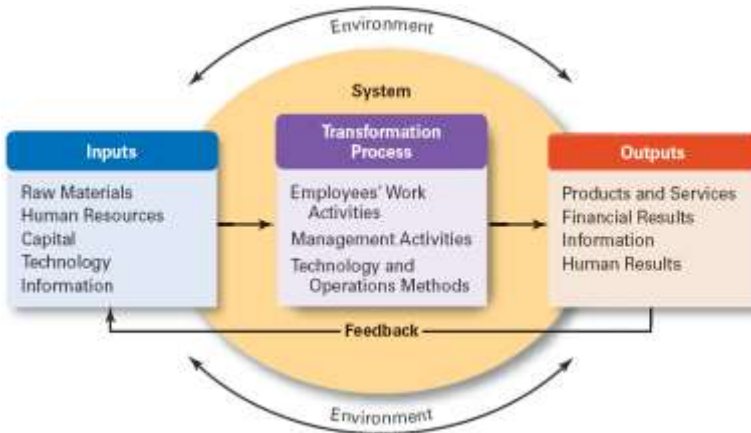 Environment
System
Inputs
Raw Materials
Human Resources
Capital
Technology
Information
Transformation
Process
Employees' Work
Activities
Management Activities
Technology and
Operations Methods
Outputs
Products and Services
Financial Results
Information
Human Results
Feedback
Environment